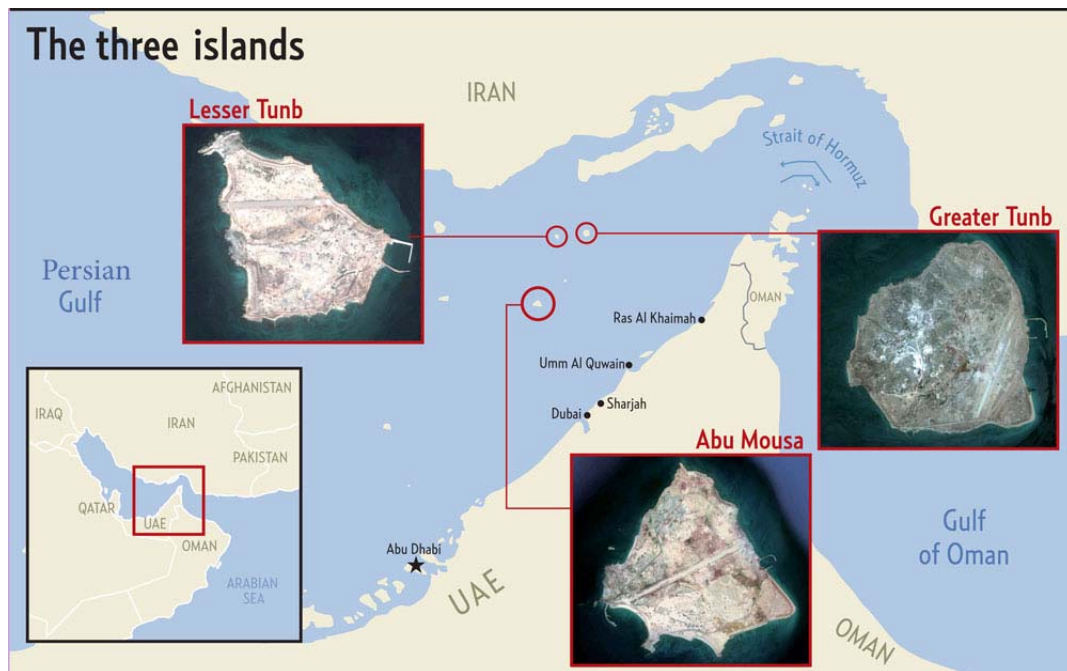 The three islands
IRAN
Lesser Tunb
Strait of Hormuz
Greater Tunb
Persian
Gulf
OMAN
Ras Al Khaimah
Umm Al Quwain
Sharjah
Dubai
Abu Mousa
Abu Dhabi
UAE
Gulf
of Oman
OMAN
AFGHANISTAN
IRAQ
IRAN
PAKISTAN
QATAR
UAE
OMAN
ARABIAN
SEA